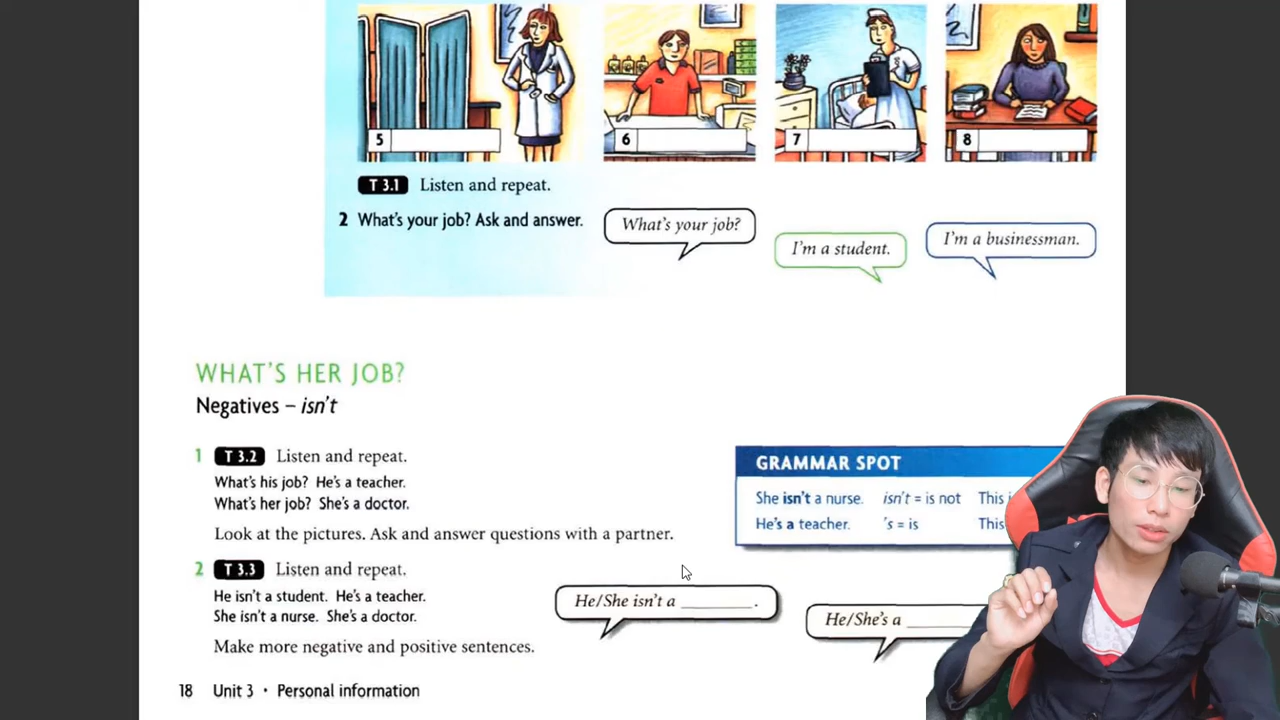 5
6
7
8
T 3.1 Listen and repeat.
2 What's your job? Ask and answer.
What's your job?
I'm a student.
I'm a businessman.
WHAT'S HER JOB?
Negatives – isn't
1 T 3.2 Listen and repeat.
What's his job? He's a teacher.
What's her job? She's a doctor.
Look at the pictures. Ask and answer questions with a partner.
GRAMMAR SPOT
She isn't a nurse. isn't = is not This
He's a teacher. 's = is This
2 T 3.3 Listen and repeat.
He isn't a student. He's a teacher.
She isn't a nurse. She's a doctor.
He/She isn't a ________.
He/She's a
Make more negative and positive sentences.
18 Unit 3 • Personal information